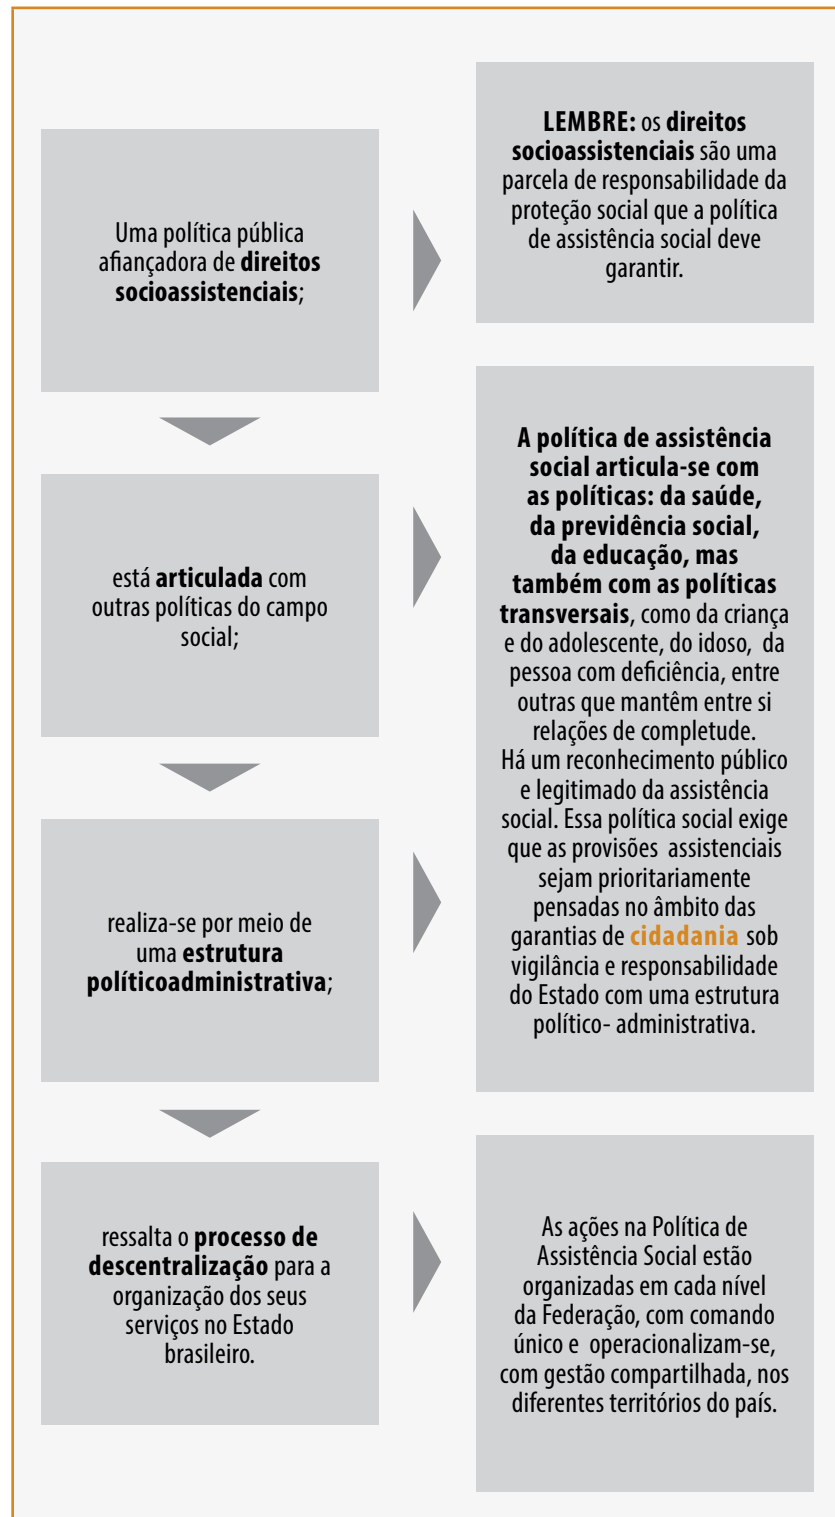 Uma política pública
afiançadora de direitos
socioassistenciais;
LEMBRE: os direitos
socioassistenciais são uma
parcela de responsabilidade da
proteção social que a política
de assistência social deve
garantir.
está articulada com
outras políticas do campo
social;
A política de assistência
social articula-se com
as políticas: da saúde,
da previdência social,
da educação, mas
também com as políticas
transversais, como da criança
e do adolescente, do idoso, da
pessoa com deficiência, entre
outras que mantêm entre si
relações de completude.
Há um reconhecimento público
e legitimado da assistência
social. Essa política social exige
que as provisões assistenciais
sejam prioritariamente
pensadas no âmbito das
garantias de cidadania sob
vigilância e responsabilidade
do Estado com uma estrutura
político- administrativa.
realiza-se por meio de
uma estrutura
políticoadministrativa;
ressalta o processo de
descentralização para a
organização dos seus
serviços no Estado
brasileiro.
As ações na Política de
Assistência Social estão
organizadas em cada nível
da Federação, com comando
único e operacionalizam-se,
com gestão compartilhada, nos
diferentes territórios do país.